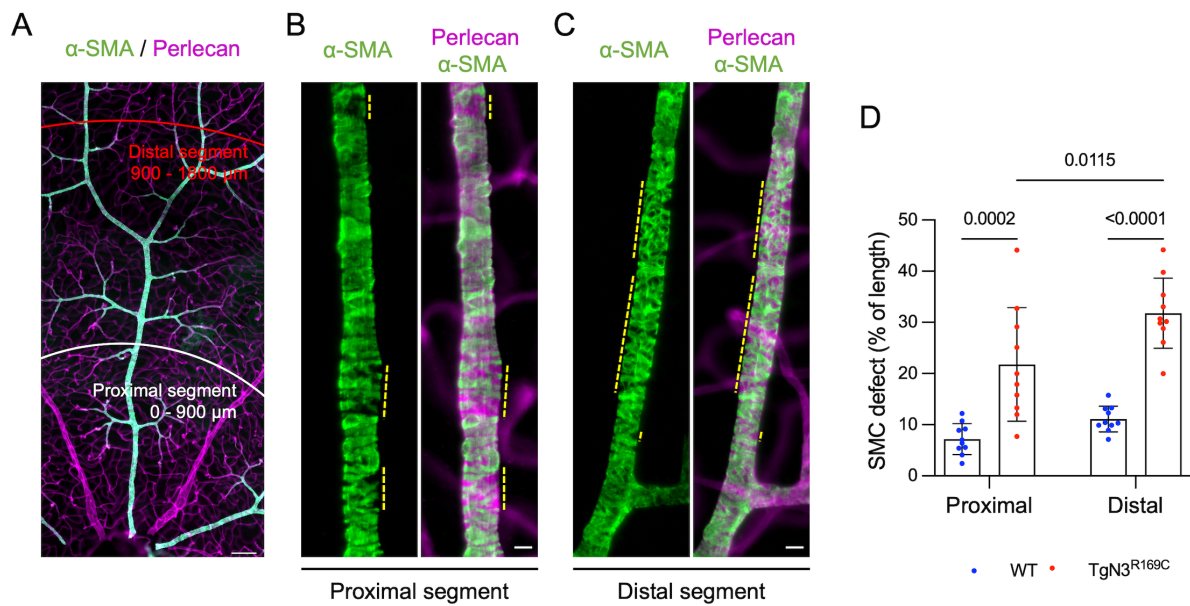 A
α-SMA / Perlecan
Distal segment
900 - 1800 µm
Proximal segment
0 - 900 µm
B
α-SMA
Perlecan
α-SMA
Proximal segment
C
α-SMA
Perlecan
α-SMA
Distal segment
D
0.0115
0.0002
<0.0001
SMC defect (% of length)
50
40
30
20
10
0
Proximal
Distal
WT
TgN3R169C